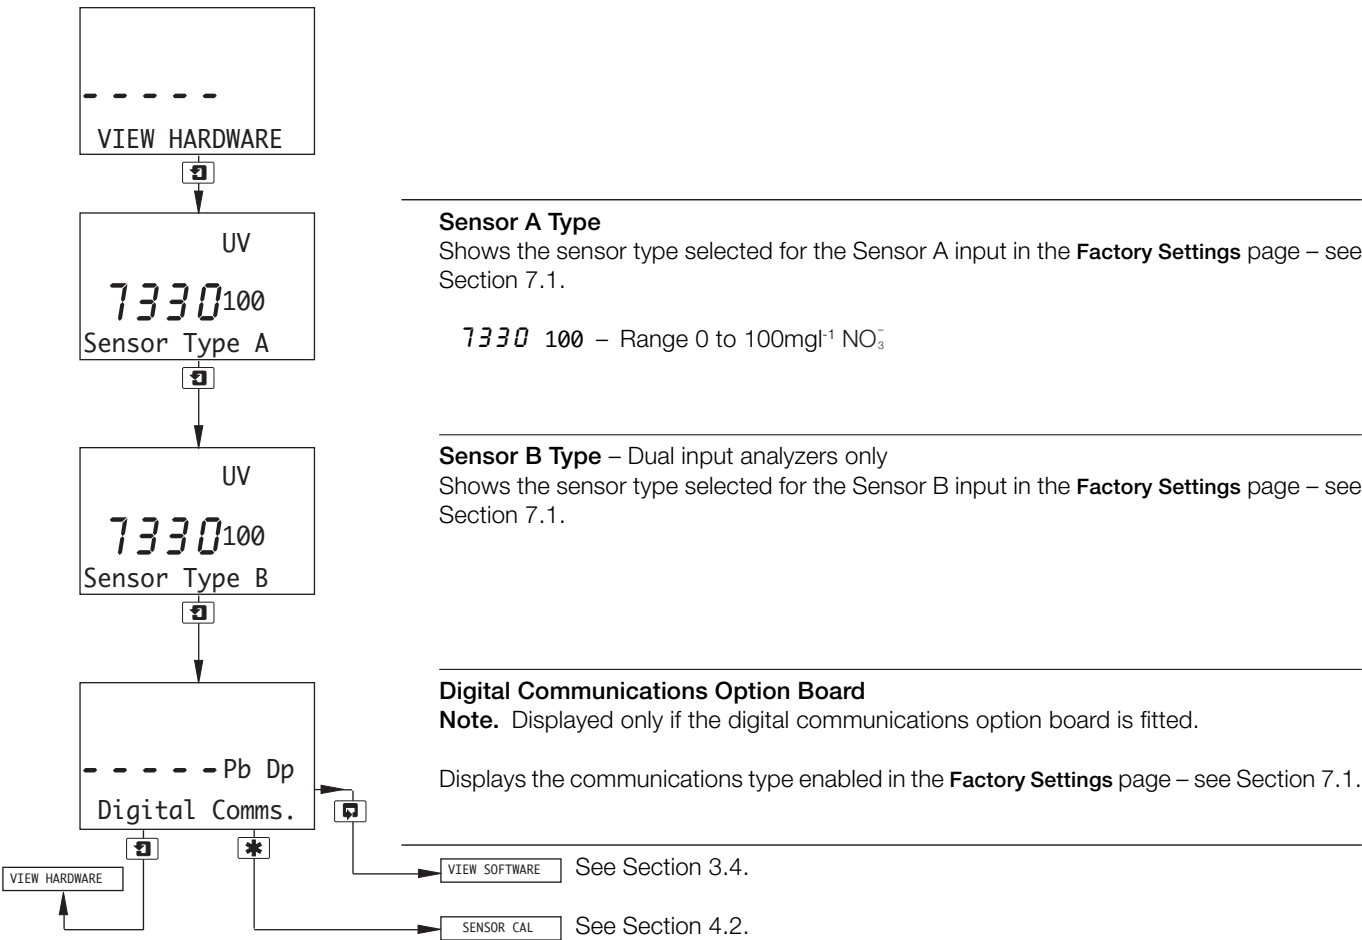 - - - - -
VIEW HARDWARE
UV
7330 100
Sensor Type A
Sensor A Type
Shows the sensor type selected for the Sensor A input in the Factory Settings page – see
Section 7.1.
7330 100 – Range 0 to 100mgl⁻¹ NO₃⁻
UV
7330 100
Sensor Type B
Sensor B Type – Dual input analyzers only
Shows the sensor type selected for the Sensor B input in the Factory Settings page – see
Section 7.1.
- - - - - Pb Dp
Digital Comms.
Digital Communications Option Board
Note. Displayed only if the digital communications option board is fitted.
Displays the communications type enabled in the Factory Settings page – see Section 7.1.
VIEW HARDWARE
VIEW SOFTWARE See Section 3.4.
SENSOR CAL See Section 4.2.